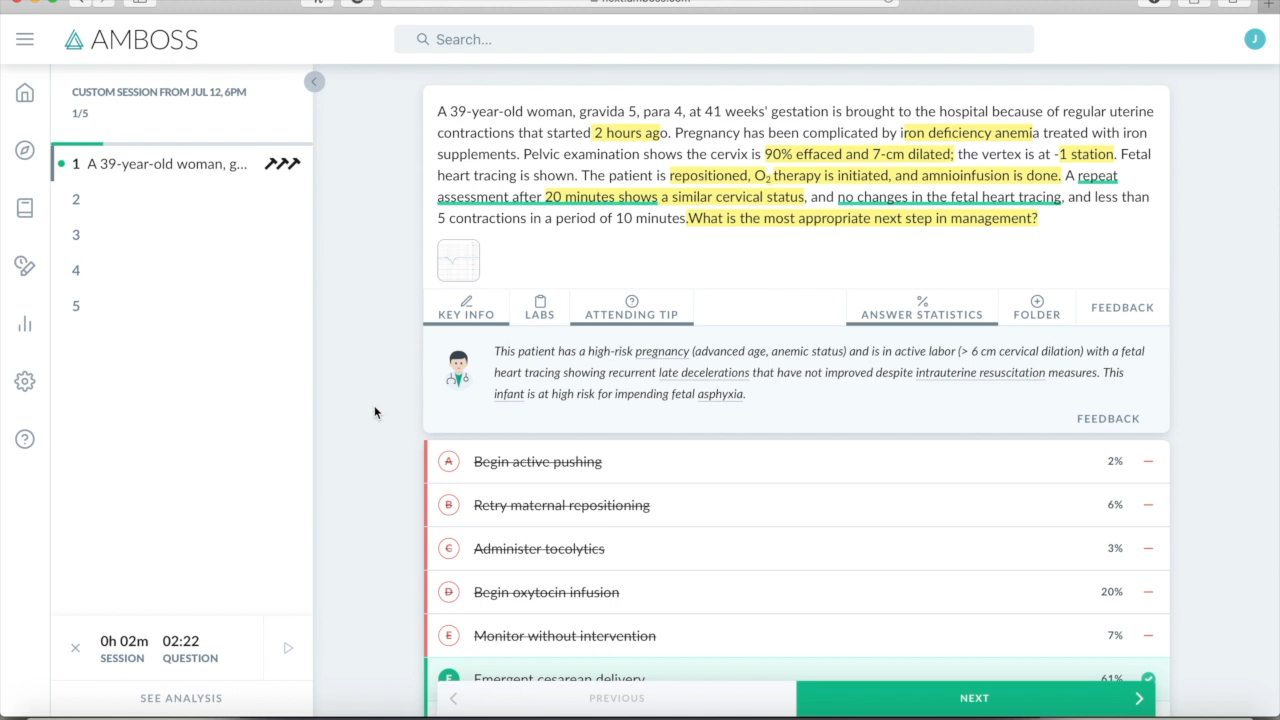 next.amboss.com
AMBOSS
Search...
J
CUSTOM SESSION FROM JUL 12, 6PM
1/5
1 A 39-year-old woman, g...
2
3
4
5
0h 02m 02:22
SESSION QUESTION
SEE ANALYSIS
A 39-year-old woman, gravida 5, para 4, at 41 weeks' gestation is brought to the hospital because of regular uterine
contractions that started 2 hours ago. Pregnancy has been complicated by iron deficiency anemia treated with iron
supplements. Pelvic examination shows the cervix is 90% effaced and 7-cm dilated; the vertex is at -1 station. Fetal
heart tracing is shown. The patient is repositioned, O2 therapy is initiated, and amnioinfusion is done. A repeat
assessment after 20 minutes shows a similar cervical status, and no changes in the fetal heart tracing, and less than
5 contractions in a period of 10 minutes.What is the most appropriate next step in management?
KEY INFO LABS ATTENDING TIP ANSWER STATISTICS FOLDER FEEDBACK
This patient has a high-risk pregnancy (advanced age, anemic status) and is in active labor (> 6 cm cervical dilation) with a fetal
heart tracing showing recurrent late decelerations that have not improved despite intrauterine resuscitation measures. This
infant is at high risk for impending fetal asphyxia.
FEEDBACK
A Begin active pushing 2%
B Retry maternal repositioning 6%
C Administer tocolytics 3%
D Begin oxytocin infusion 20%
E Monitor without intervention 7%
F Emergent cesarean delivery 61%
PREVIOUS NEXT